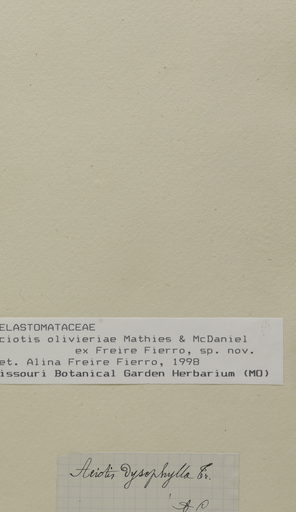 ELASTOMATACEAE
ciotis olivieriae Mathies & McDaniel
ex Freire Fierro, sp. nov.
et. Alina Freire Fierro, 1998
issouri Botanical Garden Herbarium (MO)
Aciotis dysophylla Tr.